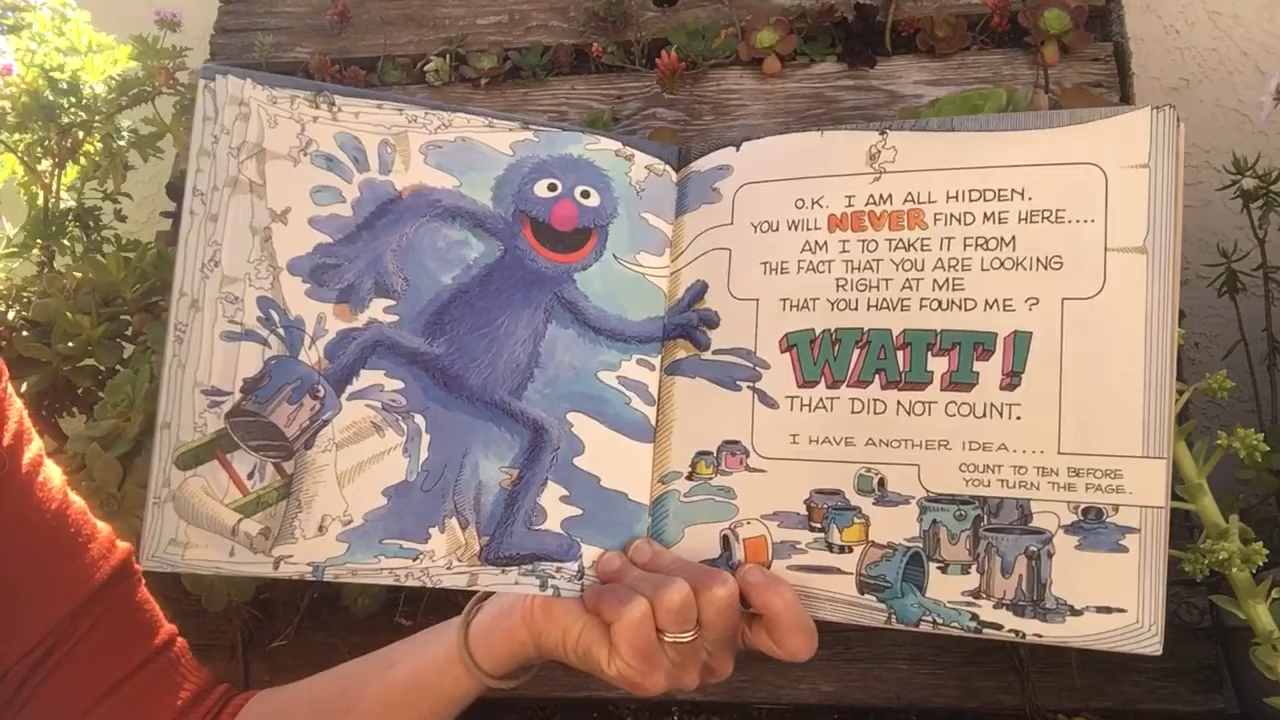 O.K. I AM ALL HIDDEN.
YOU WILL NEVER FIND ME HERE....
AM I TO TAKE IT FROM
THE FACT THAT YOU ARE LOOKING
RIGHT AT ME
THAT YOU HAVE FOUND ME ?
WAIT!
THAT DID NOT COUNT.
I HAVE ANOTHER IDEA....
COUNT TO TEN BEFORE
YOU TURN THE PAGE.